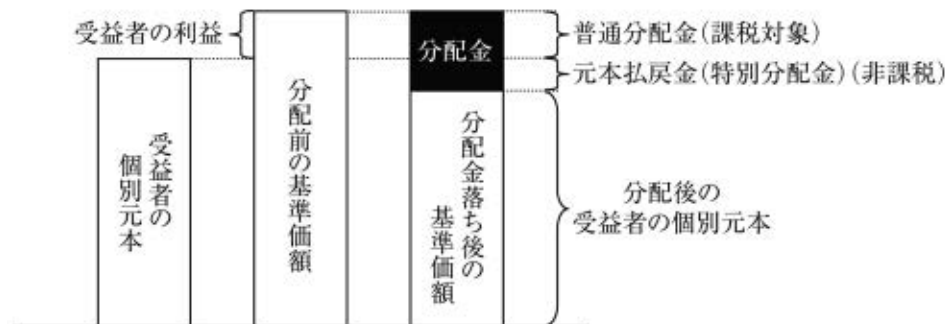 受益者の利益
分配金
普通分配金(課税対象)
元本払戻金(特別分配金)(非課税)
受益者の
個別元本
分配前の基準価額
分配金落ち後の
基準価額
分配後の
受益者の個別元本